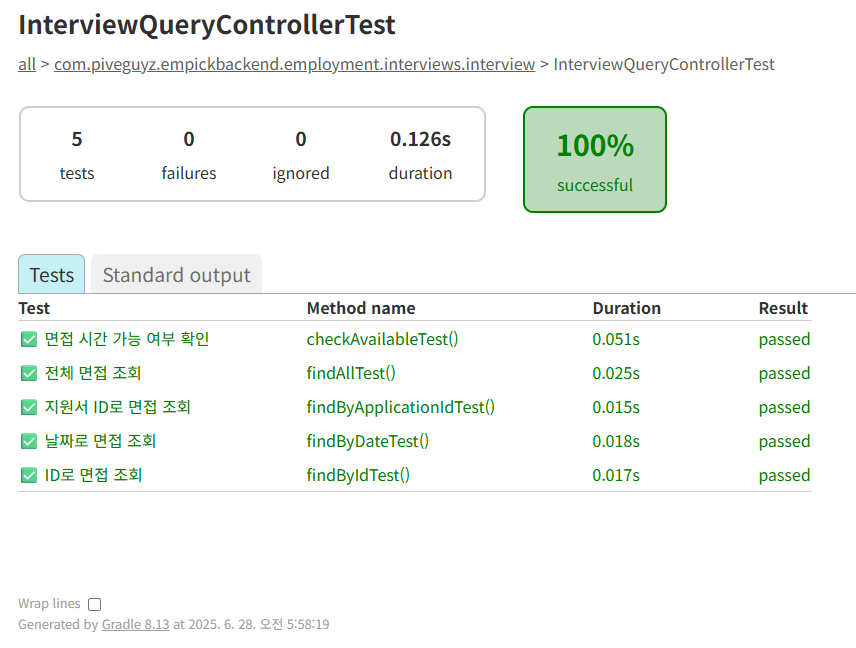 InterviewQueryControllerTest
all > com.piveguyz.empickbackend.employment.interviews.interview > InterviewQueryControllerTest
5 0 0 0.126s
tests failures ignored duration
100%
successful
Tests Standard output
Test Method name Duration Result
✅ 면접 시간 가능 여부 확인 checkAvailableTest() 0.051s passed
✅ 전체 면접 조회 findAllTest() 0.025s passed
✅ 지원서 ID로 면접 조회 findByApplicationIdTest() 0.015s passed
✅ 날짜로 면접 조회 findByDateTest() 0.018s passed
✅ ID로 면접 조회 findByIdTest() 0.017s passed
Wrap lines
Generated by Gradle 8.13 at 2025. 6. 28. 오전 5:58:19